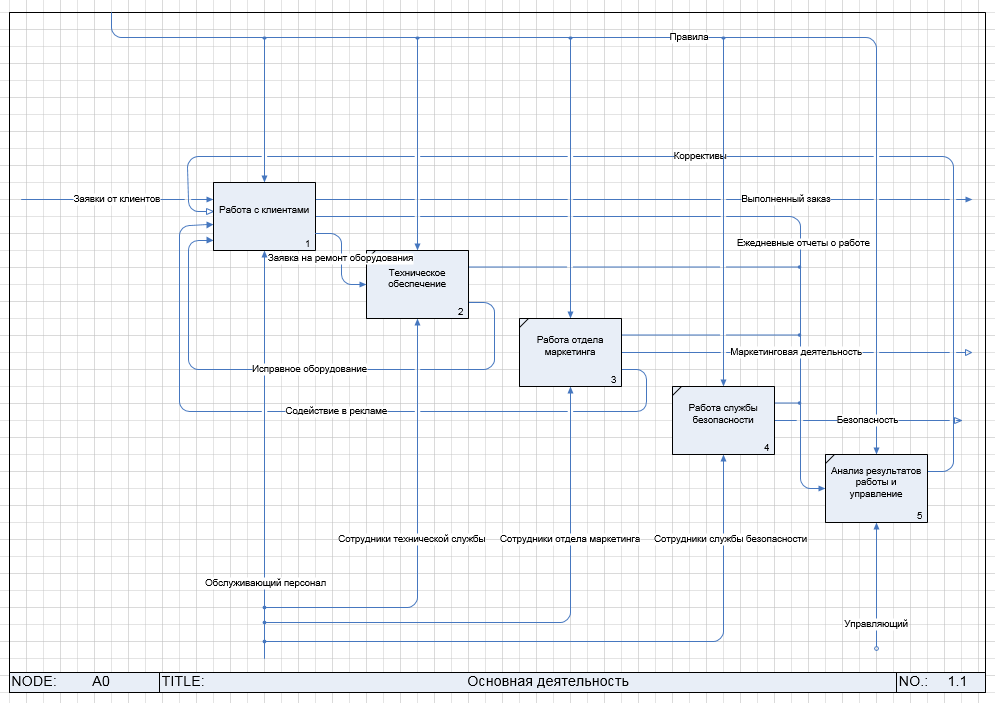 Правила
Коррективы
Заявки от клиентов
Выполненный заказ
Работа с клиентами
1
Ежедневные отчеты о работе
Заявка на ремонт оборудования
Техническое
обеспечение
2
Работа отдела
маркетинга
3
Маркетинговая деятельность
Исправное оборудование
Содействие в рекламе
Работа службы
безопасности
4
Безопасность
Анализ результатов
работы и
управление
5
Сотрудники технической службы
Сотрудники отдела маркетинга
Сотрудники службы безопасности
Обслуживающий персонал
Управляющий
NODE: A0 TITLE: Основная деятельность NO.: 1.1